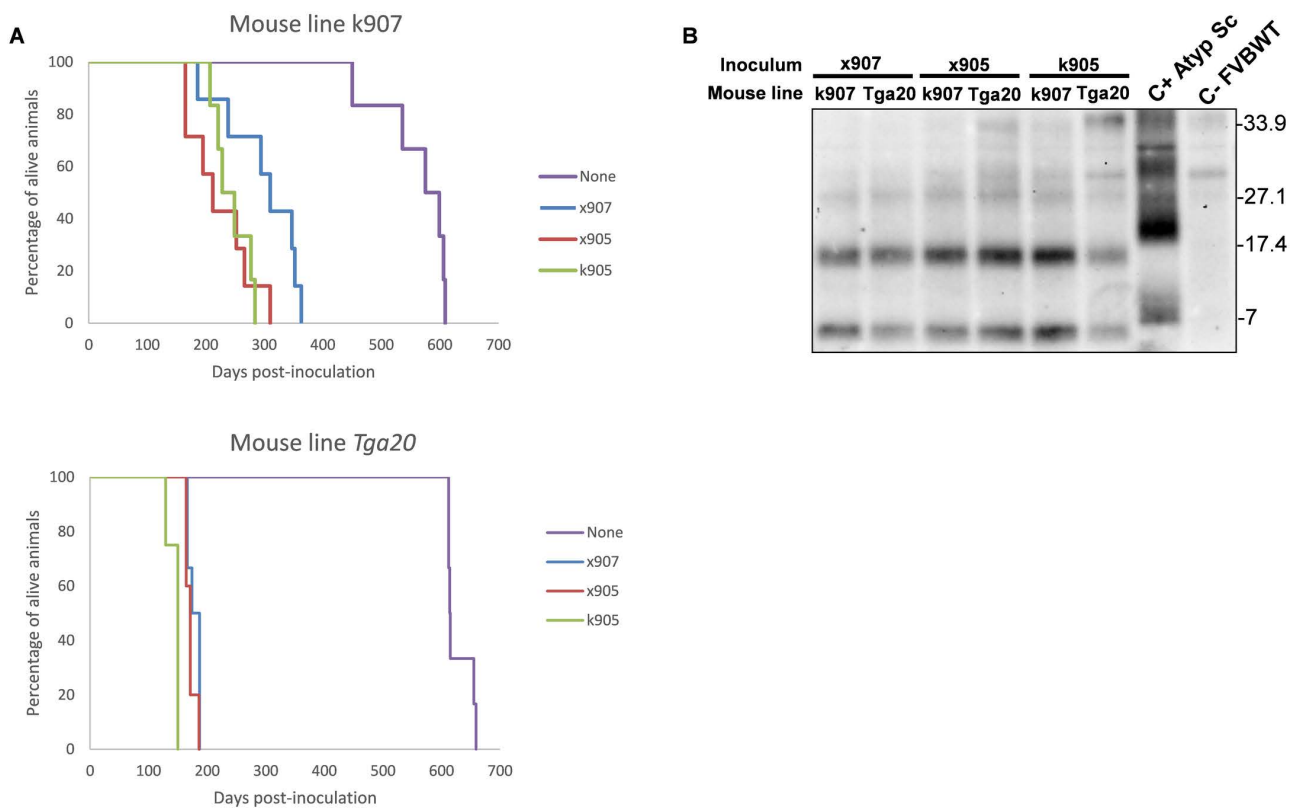 A
Mouse line k907
100
80
60
40
20
0
Percentage of alive animals
0 100 200 300 400 500 600 700
Days post-inoculation
None
x907
x905
k905
Mouse line Tga20
100
80
60
40
20
0
Percentage of alive animals
0 100 200 300 400 500 600 700
Days post-inoculation
None
x907
x905
k905
B
Inoculum x907 x905 k905
Mouse line k907 Tga20 k907 Tga20 k907 Tga20
C+ Atyp Sc
C- FVBWT
-33.9
-27.1
-17.4
-7